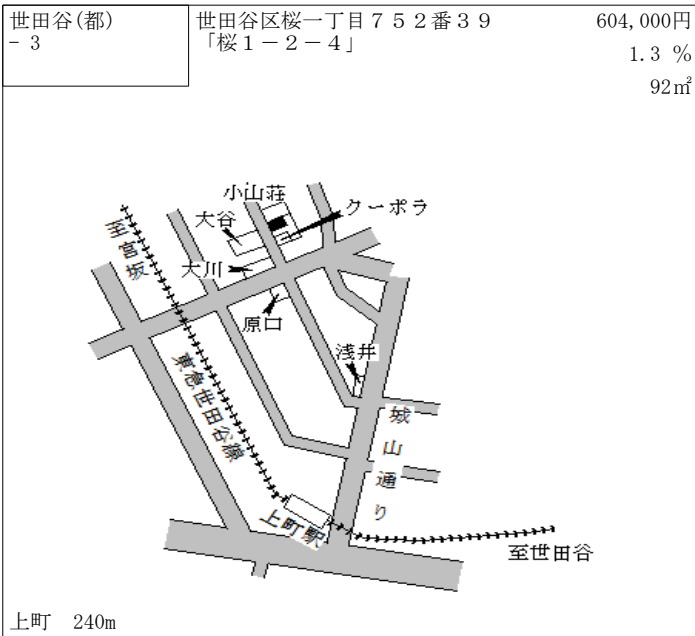 世田谷(都)
－3
世田谷区桜一丁目７５２番３９
「桜１－２－４」
604,000円
1.3 %
92㎡
小山荘
クーポラ
大谷
至宮坂
大川
原口
浅井
東急世田谷線
城山通り
上町駅
至世田谷
上町　240m